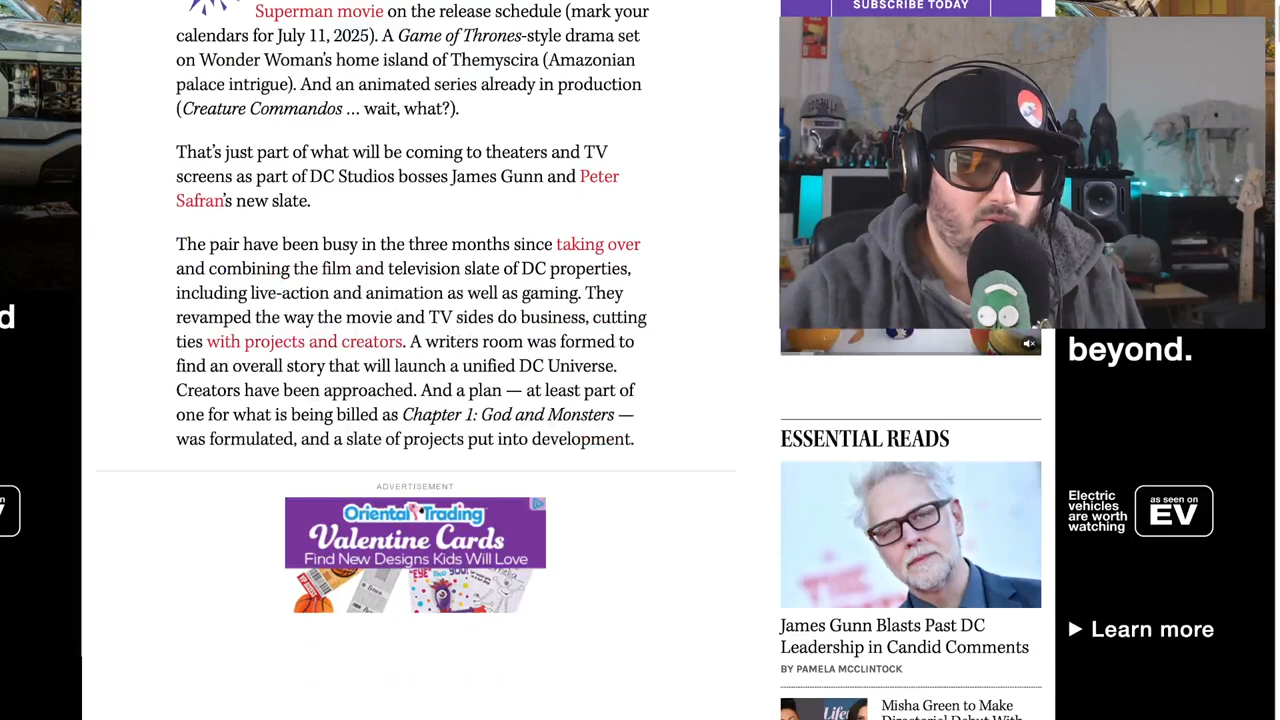 Superman movie on the release schedule (mark your
calendars for July 11, 2025). A Game of Thrones-style drama set
on Wonder Woman's home island of Themyscira (Amazonian
palace intrigue). And an animated series already in production
(Creature Commandos … wait, what?).
That's just part of what will be coming to theaters and TV
screens as part of DC Studios bosses James Gunn and Peter
Safran's new slate.
The pair have been busy in the three months since taking over
and combining the film and television slate of DC properties,
including live-action and animation as well as gaming. They
revamped the way the movie and TV sides do business, cutting
ties with projects and creators. A writers room was formed to
find an overall story that will launch a unified DC Universe.
Creators have been approached. And a plan — at least part of
one for what is being billed as Chapter 1: God and Monsters —
was formulated, and a slate of projects put into development.
ADVERTISEMENT
Oriental Trading
Valentine Cards
Find New Designs Kids Will Love
SUBSCRIBE TODAY
ESSENTIAL READS
James Gunn Blasts Past DC
Leadership in Candid Comments
BY PAMELA MCCLINTOCK
Misha Green to Make
Directorial Debut With
beyond.
Electric
vehicles
are worth
watching
as seen on
EV
Learn more